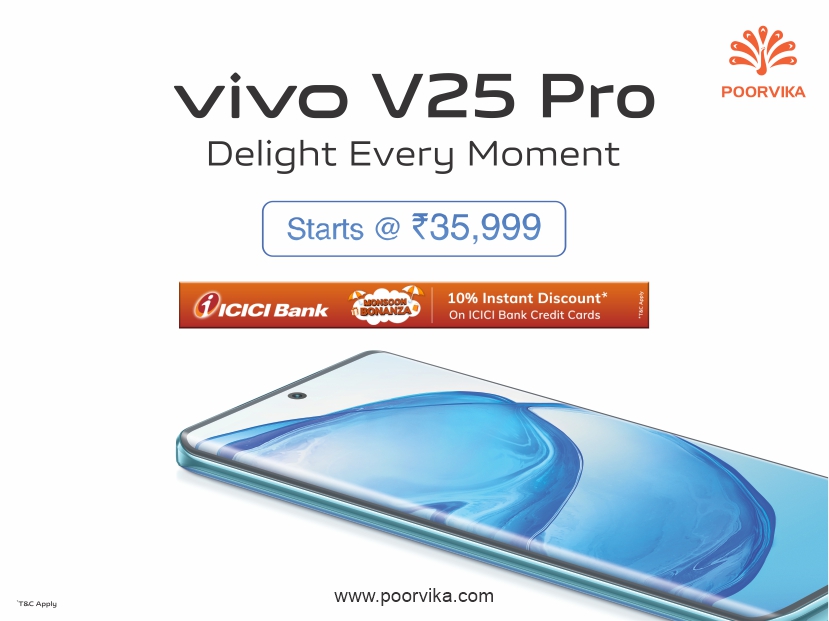 POORVIKA
vivo V25 Pro
Delight Every Moment
Starts @ ₹35,999
ICICI Bank
MONSOON
BONANZA
10% Instant Discount*
On ICICI Bank Credit Cards
*T&C Apply
www.poorvika.com
*T&C Apply